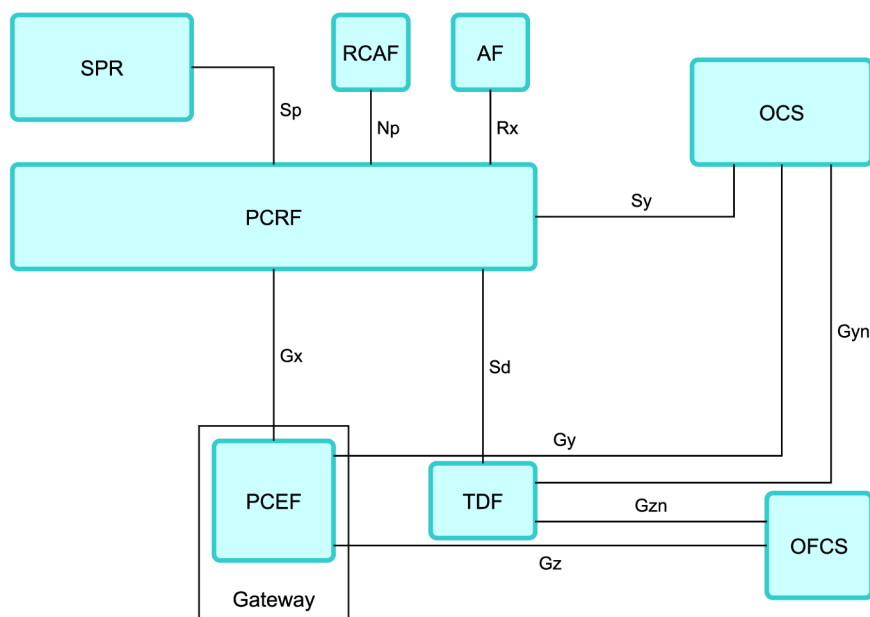 SPR
RCAF
AF
OCS
Sp
Np
Rx
PCRF
Sy
Gx
Sd
Gyn
Gy
PCEF
TDF
Gzn
OFCS
Gz
Gateway